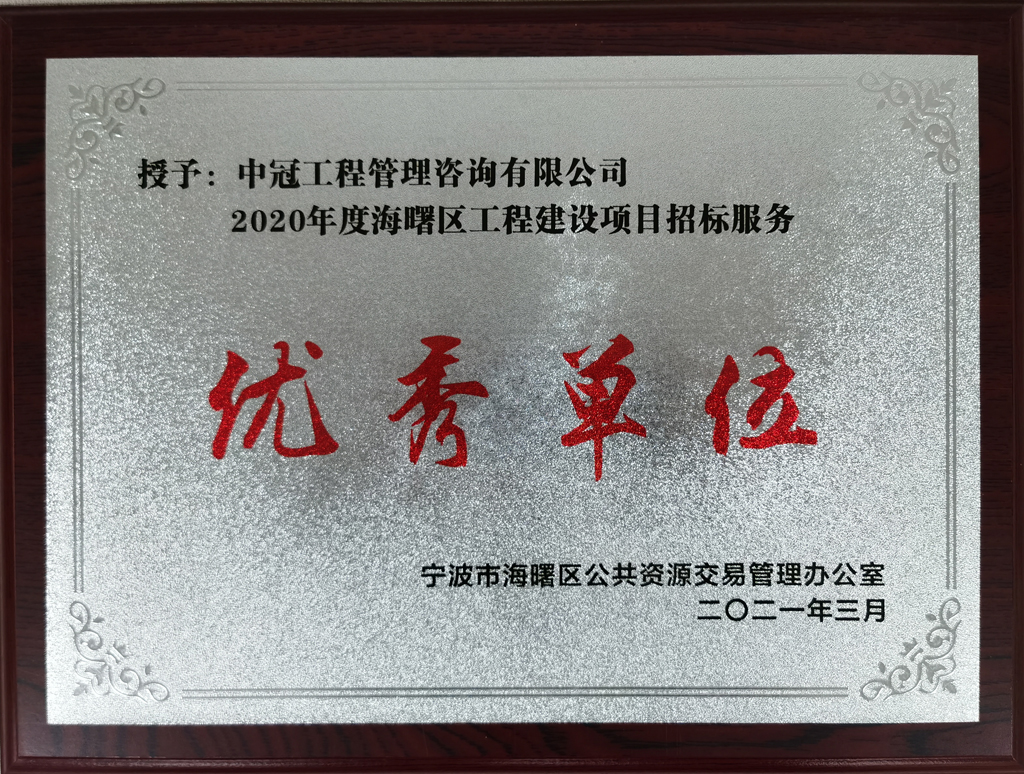 授予：中冠工程管理咨询有限公司
2020年度海曙区工程建设项目招标服务
优秀单位
宁波市海曙区公共资源交易管理办公室
二〇二一年三月